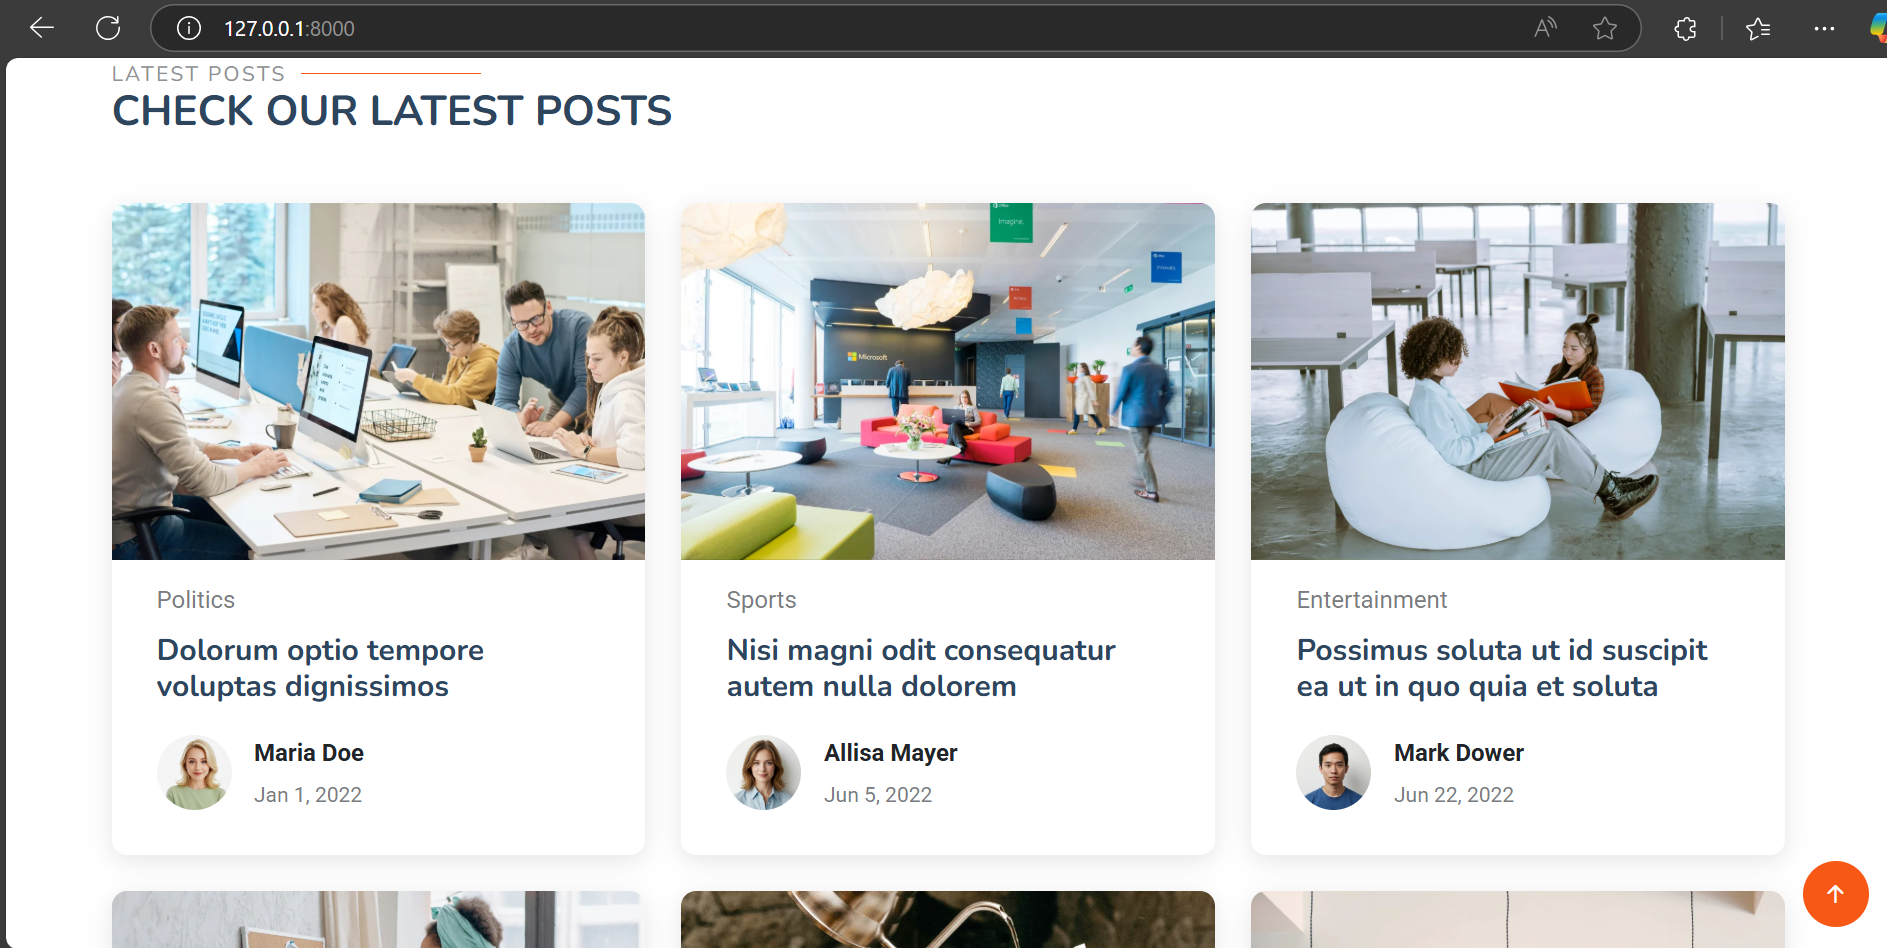 127.0.0.1:8000
LATEST POSTS
CHECK OUR LATEST POSTS
Imagine.
Microsoft
Politics
Dolorum optio tempore
voluptas dignissimos
Maria Doe
Jan 1, 2022
Sports
Nisi magni odit consequatur
autem nulla dolorem
Allisa Mayer
Jun 5, 2022
Entertainment
Possimus soluta ut id suscipit
ea ut in quo quia et soluta
Mark Dower
Jun 22, 2022